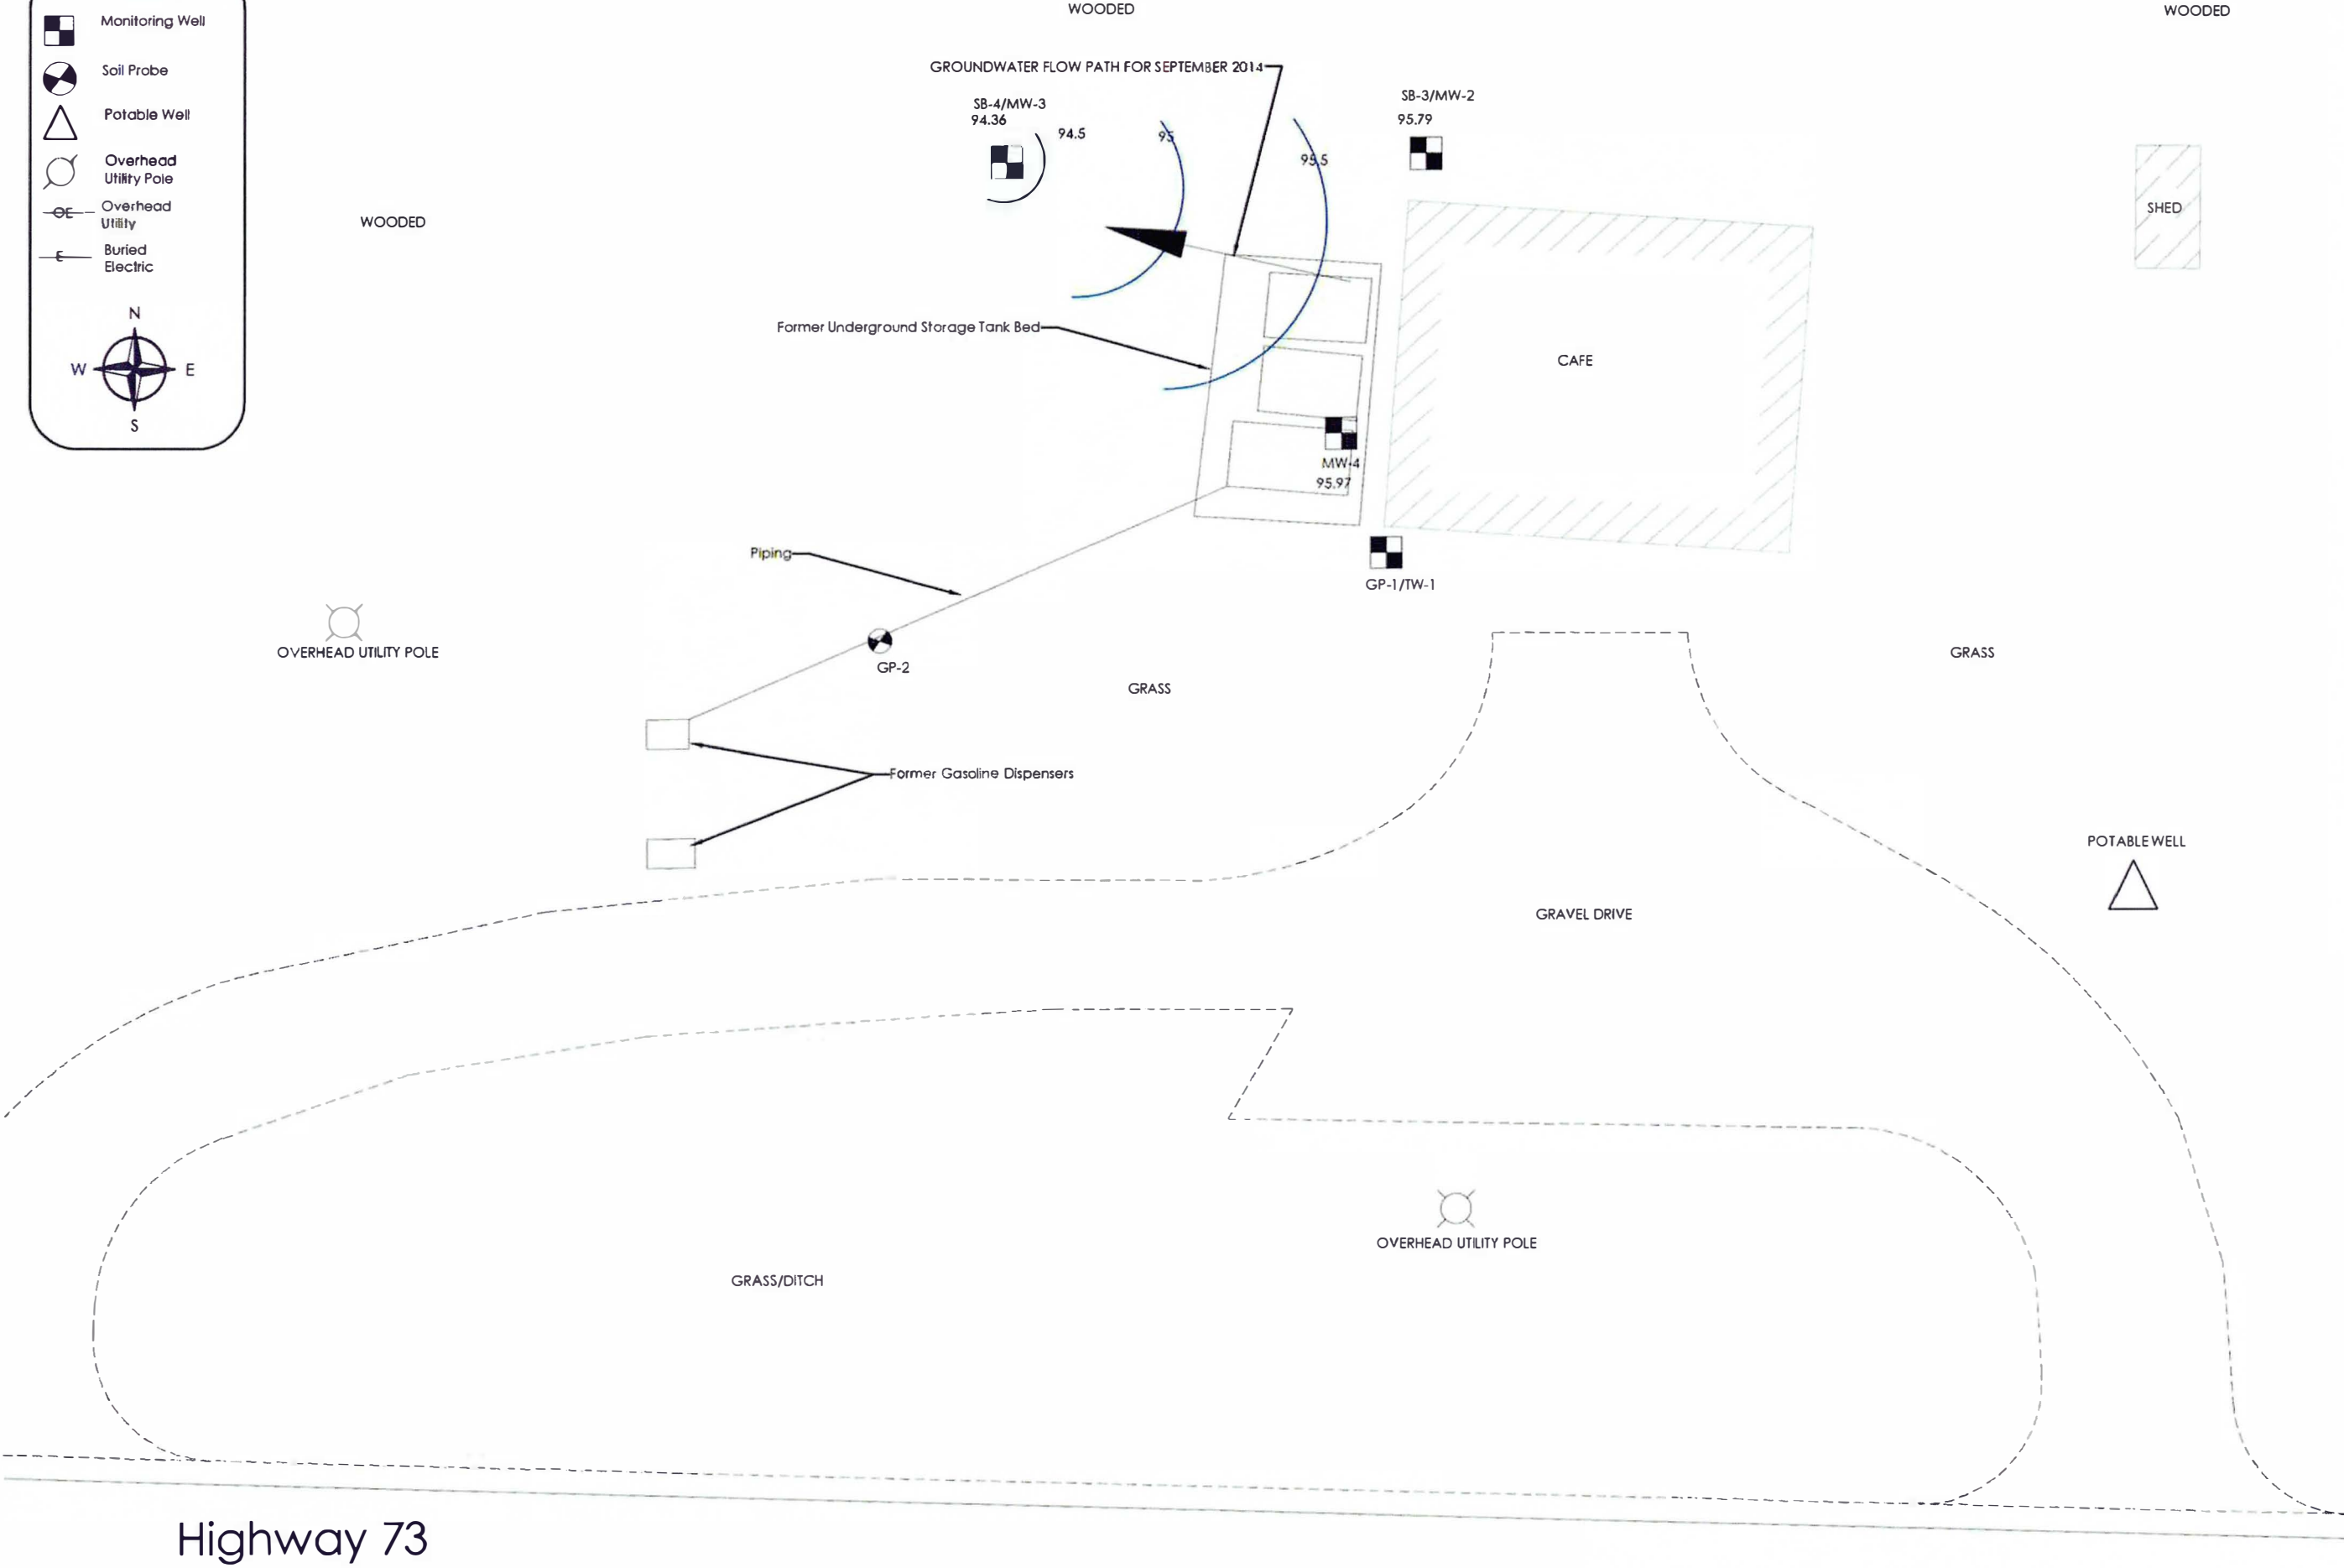 WOODED
WOODED
Monitoring Well
Soil Probe
Potable Well
Overhead
Utility Pole
OE
Overhead
Utility
E
Buried
Electric
N
W
E
S
WOODED
GROUNDWATER FLOW PATH FOR SEPTEMBER 2014
SB-4/MW-3
94.36
94.5
95
95.5
SB-3/MW-2
95.79
SHED
Former Underground Storage Tank Bed
CAFE
MW-4
95.97
Piping
GP-1/TW-1
OVERHEAD UTILITY POLE
GP-2
GRASS
GRASS
Former Gasoline Dispensers
POTABLE WELL
GRAVEL DRIVE
OVERHEAD UTILITY POLE
GRASS/DITCH
Highway 73